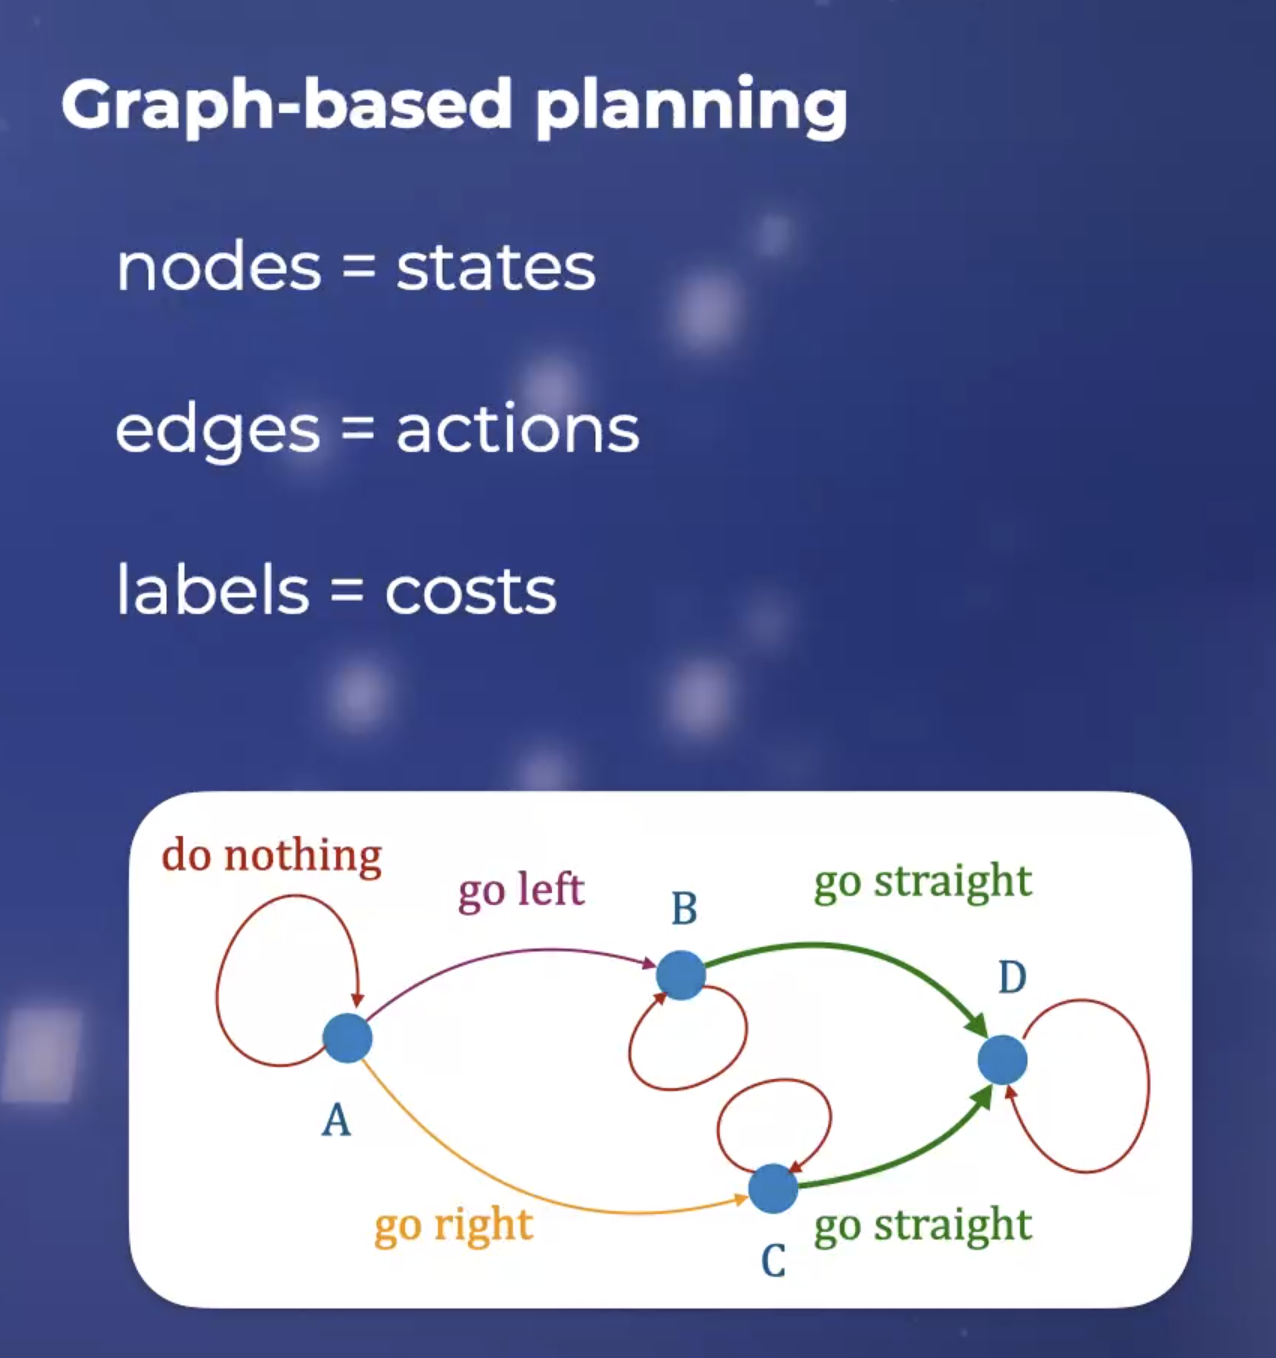 Graph-based planning
nodes = states
edges = actions
labels = costs
do nothing
go left
B
go straight
D
A
go right
go straight
C